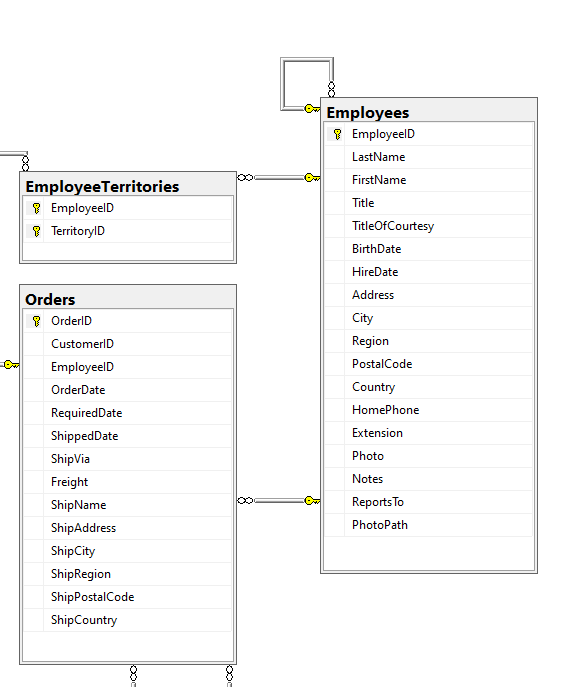 EmployeeTerritories
EmployeeID
TerritoryID
Orders
OrderID
CustomerID
EmployeeID
OrderDate
RequiredDate
ShippedDate
ShipVia
Freight
ShipName
ShipAddress
ShipCity
ShipRegion
ShipPostalCode
ShipCountry
Employees
EmployeeID
LastName
FirstName
Title
TitleOfCourtesy
BirthDate
HireDate
Address
City
Region
PostalCode
Country
HomePhone
Extension
Photo
Notes
ReportsTo
PhotoPath